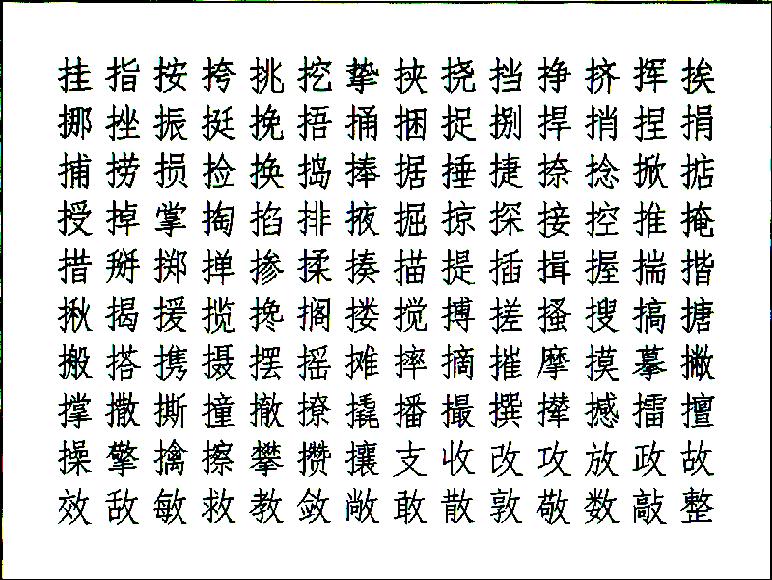 挂指按挎挑挖挚挟挠挡挣挤挥挨
挪挫振挺挽捂捅捆捉捌捍捎捏捐
捕捞损捡换捣捧据捶捷捺捻掀掂
授掉掌掏掐排掖掘掠探接控推掩
措掰掷掸掺揉揍描提插揖握揣揩
揪揭援揽搀搁搂搅搏搓搔搜搞搪
搬搭携摄摆摇摊摔摘摧摩摸摹撇
撑撒撕撞撤撩撬播撮撰撵撼擂擅
操擎擒擦攀攒攘支收改攻放政故
效敌敏救教敛敞敢散敦敬数敲整